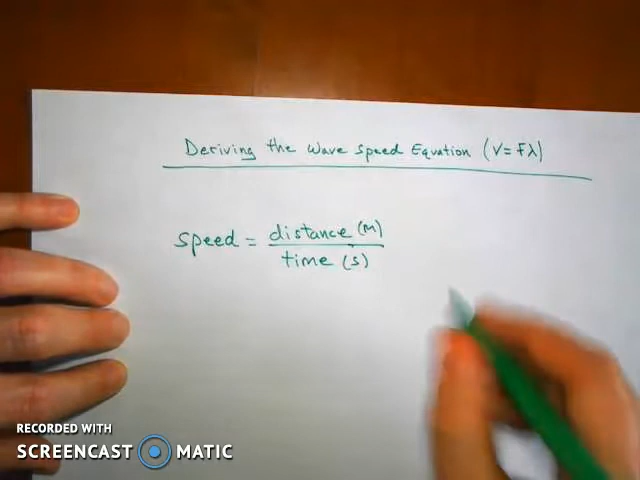 Deriving the Wave Speed Equation (V=Fλ)
speed = distance (m)
time (s)
RECORDED WITH
SCREENCAST MATIC